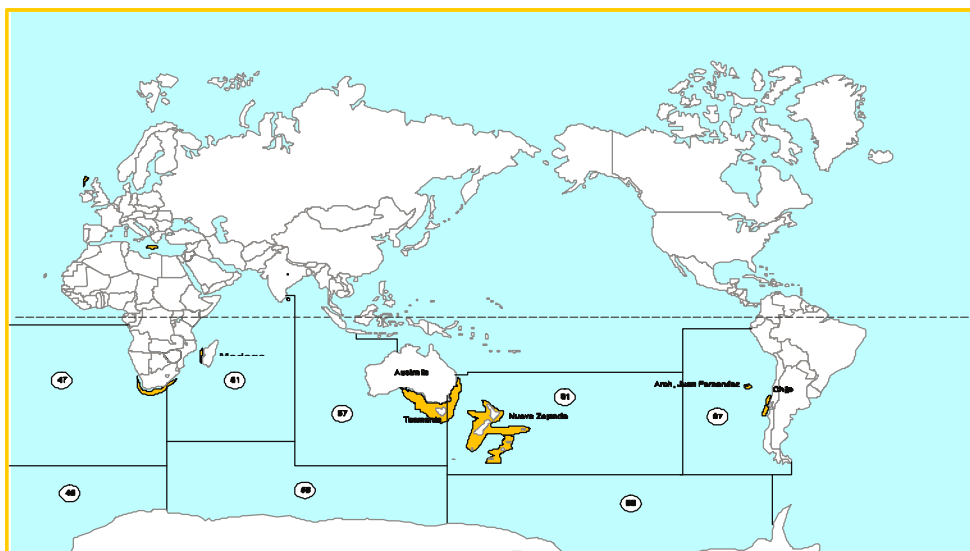 47
51
Australia
57
Tasmania
Nueva Zelanda
81
Arch. Juan Fernandez
Chile
87
48
58
88